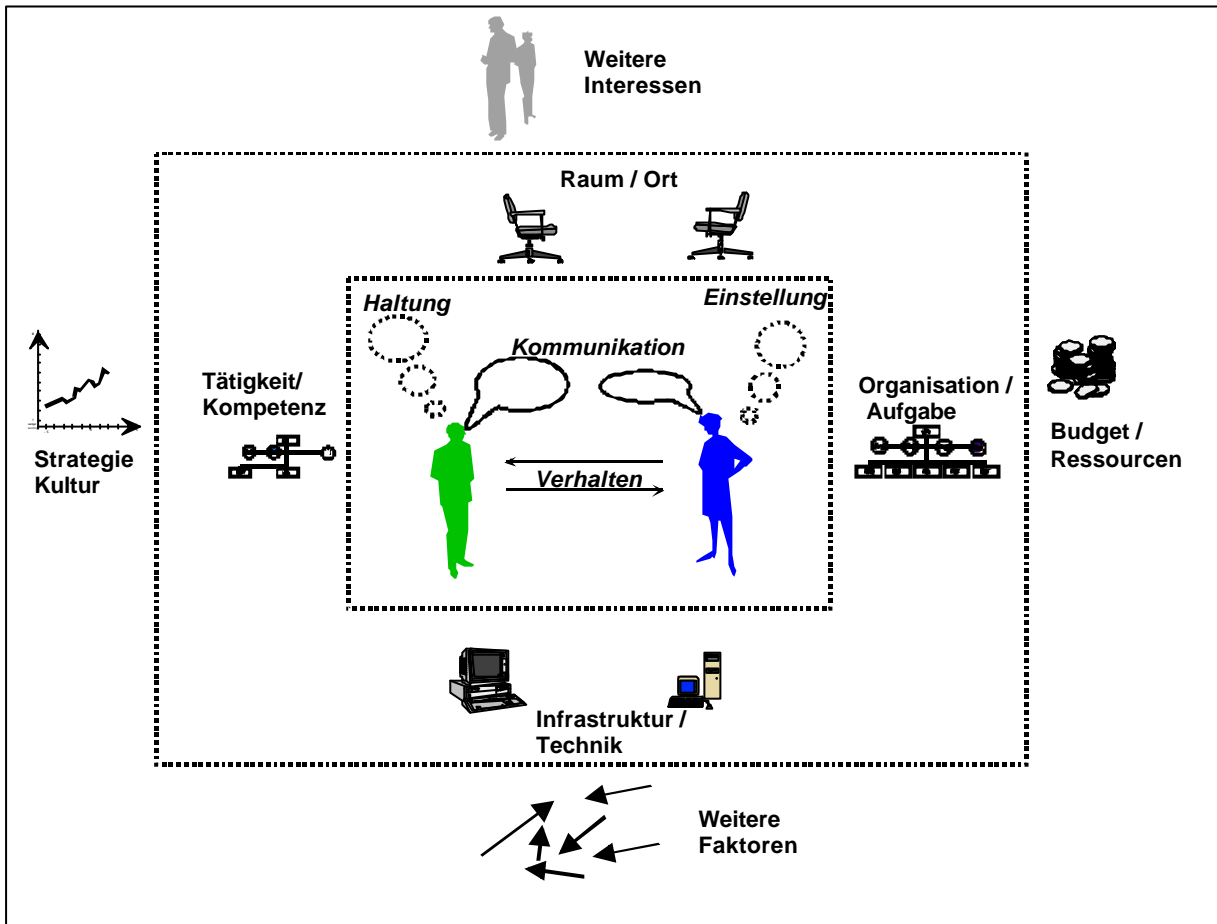 Weitere
Interessen
Raum / Ort
Haltung
Einstellung
Kommunikation
Tätigkeit/
Kompetenz
Organisation /
Aufgabe
Strategie
Kultur
Budget /
Ressourcen
Verhalten
Infrastruktur /
Technik
Weitere
Faktoren